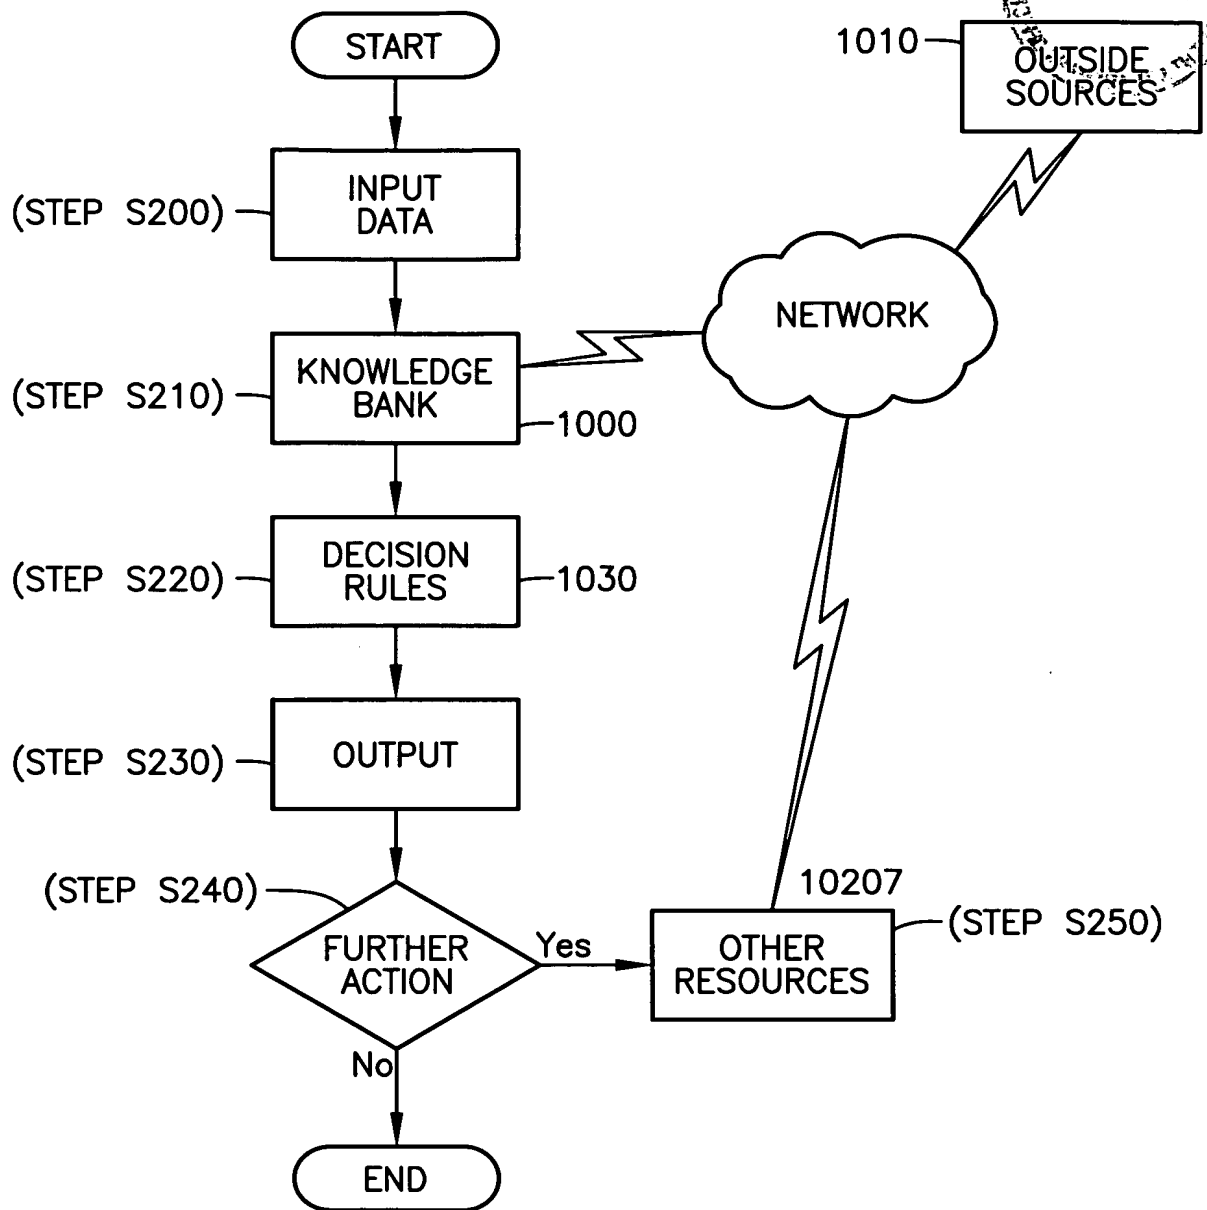 START
1010
OUTSIDE
SOURCES
(STEP S200)
INPUT
DATA
NETWORK
(STEP S210)
KNOWLEDGE
BANK
1000
(STEP S220)
DECISION
RULES
1030
(STEP S230)
OUTPUT
(STEP S240)
FURTHER
ACTION
Yes
10207
OTHER
RESOURCES
(STEP S250)
No
END